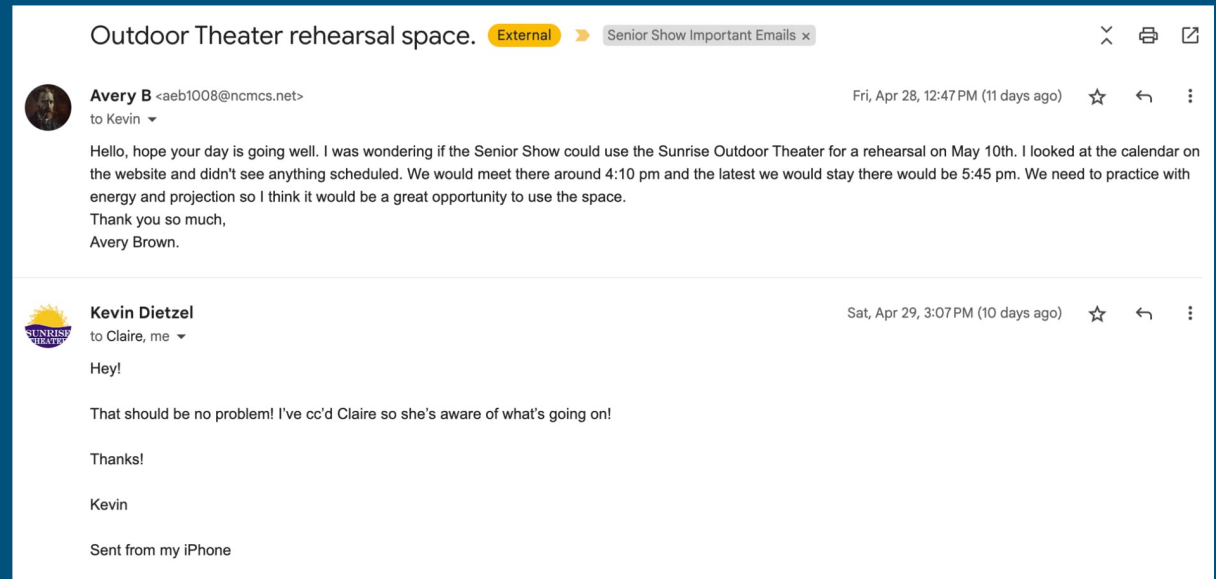 Outdoor Theater rehearsal space. External Senior Show Important Emails x
Avery B <aeb1008@ncmcs.net> Fri, Apr 28, 12:47 PM (11 days ago)
to Kevin
Hello, hope your day is going well. I was wondering if the Senior Show could use the Sunrise Outdoor Theater for a rehearsal on May 10th. I looked at the calendar on
the website and didn't see anything scheduled. We would meet there around 4:10 pm and the latest we would stay there would be 5:45 pm. We need to practice with
energy and projection so I think it would be a great opportunity to use the space.
Thank you so much,
Avery Brown.
SUNRISE
THEATER
Kevin Dietzel Sat, Apr 29, 3:07 PM (10 days ago)
to Claire, me
Hey!
That should be no problem! I've cc'd Claire so she's aware of what's going on!
Thanks!
Kevin
Sent from my iPhone